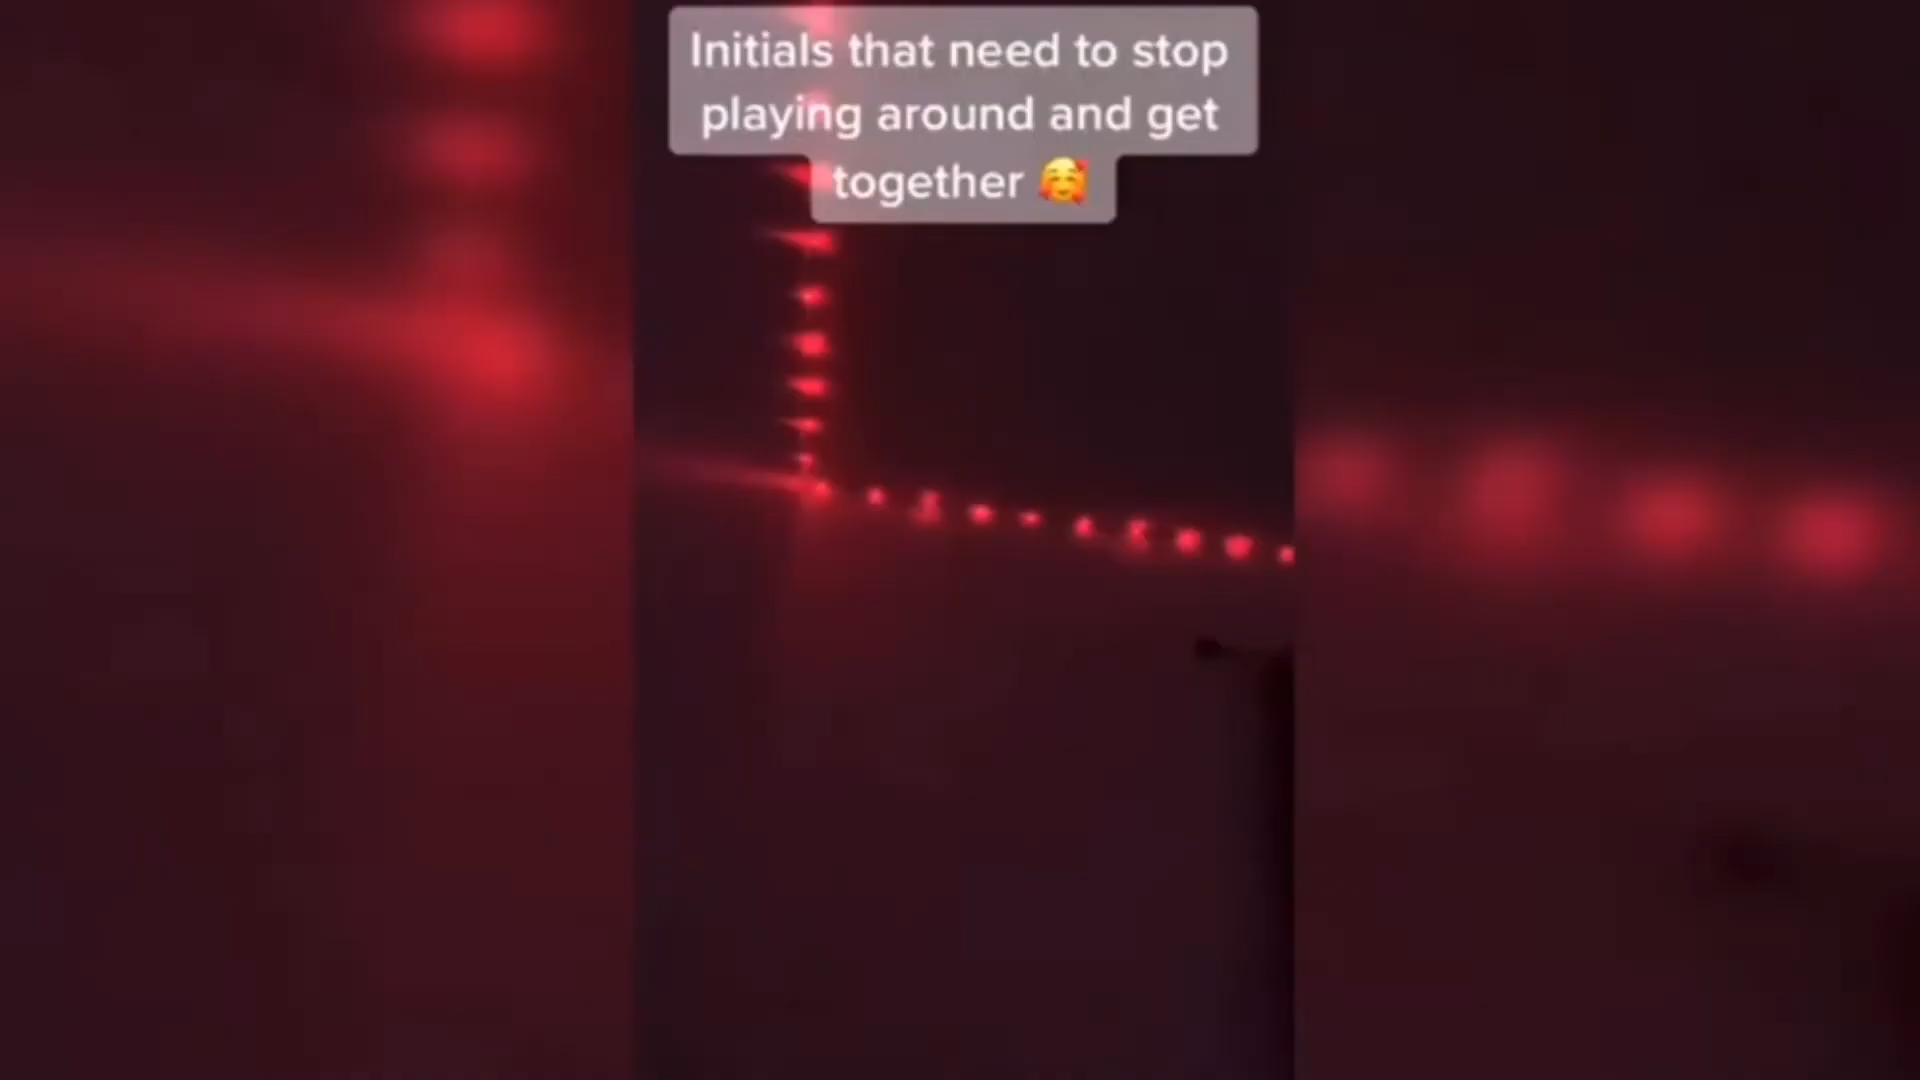 Initials that need to stop
playing around and get
together 🥰